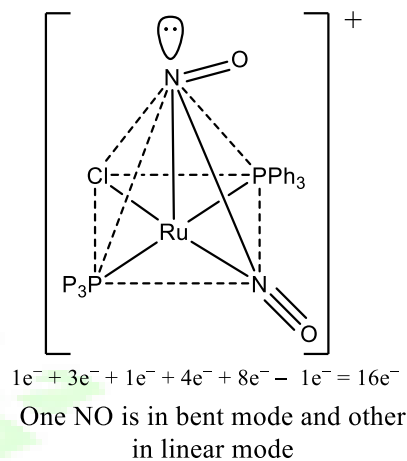 +
N
O
Cl
PPh₃
Ru
P₃P
N
O
1e⁻ + 3e⁻ + 1e⁻ + 4e⁻ + 8e⁻ − 1e⁻ = 16e⁻
One NO is in bent mode and other
in linear mode